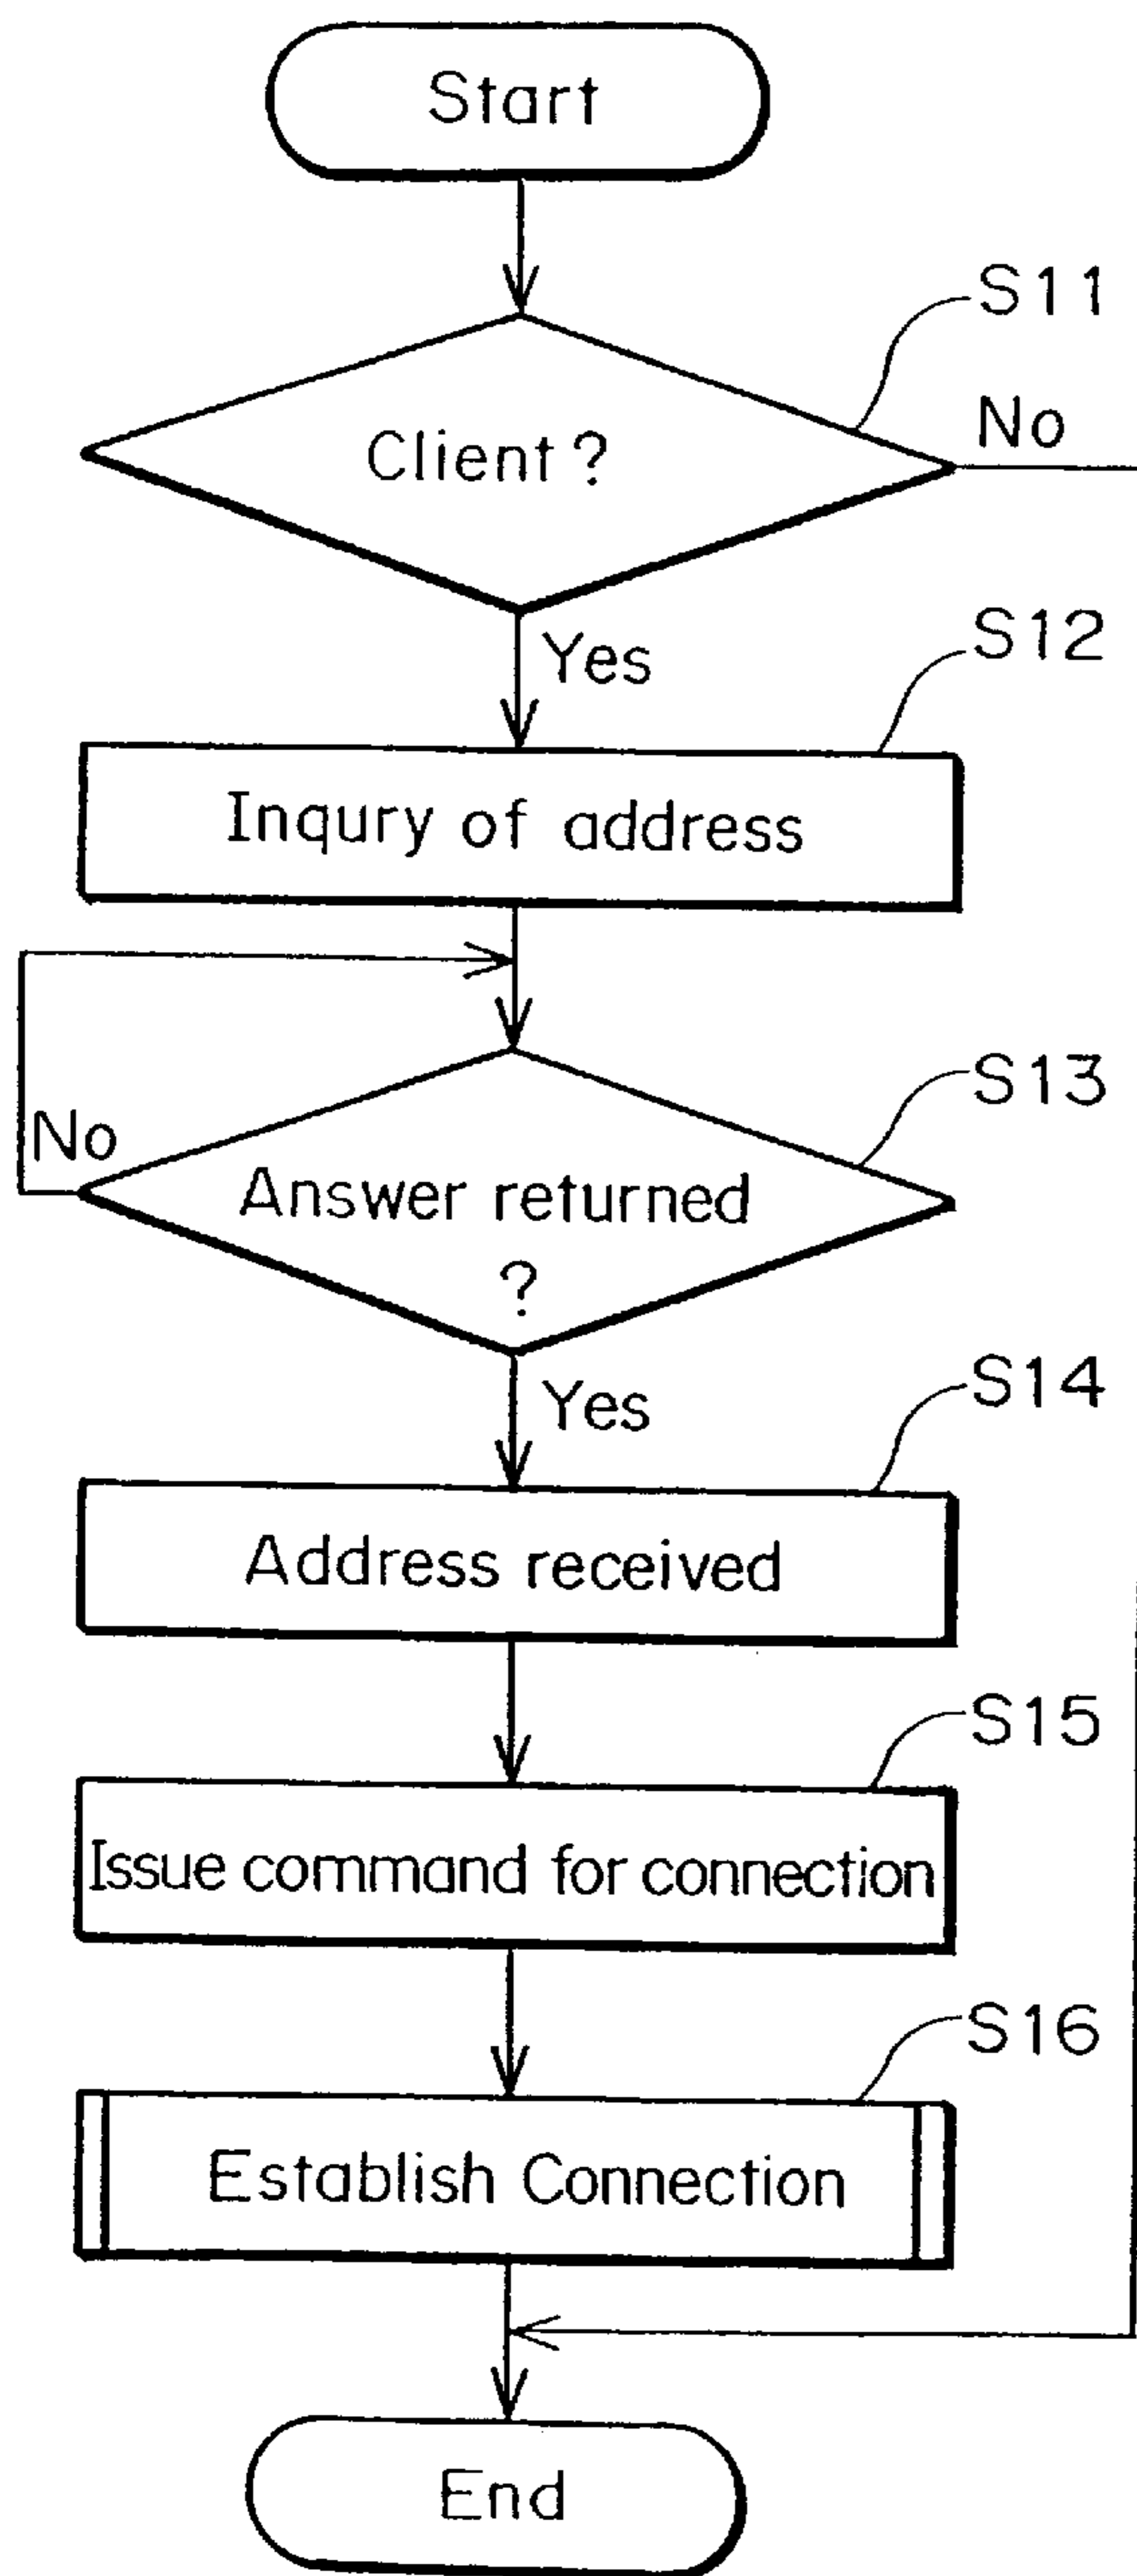 Start
S11
Client ?
No
Yes
S12
Inqury of address
S13
No
Answer returned
?
Yes
S14
Address received
S15
Issue command for connection
S16
Establish Connection
End